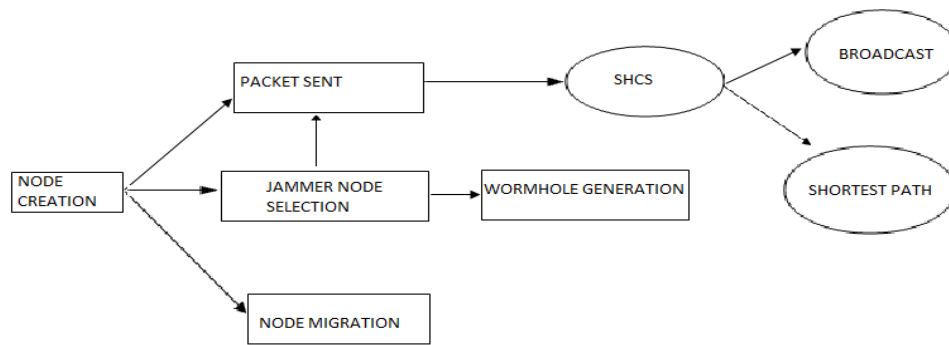 BROADCAST
PACKET SENT
SHCS
NODE
CREATION
JAMMER NODE
SELECTION
WORMHOLE GENERATION
SHORTEST PATH
NODE MIGRATION